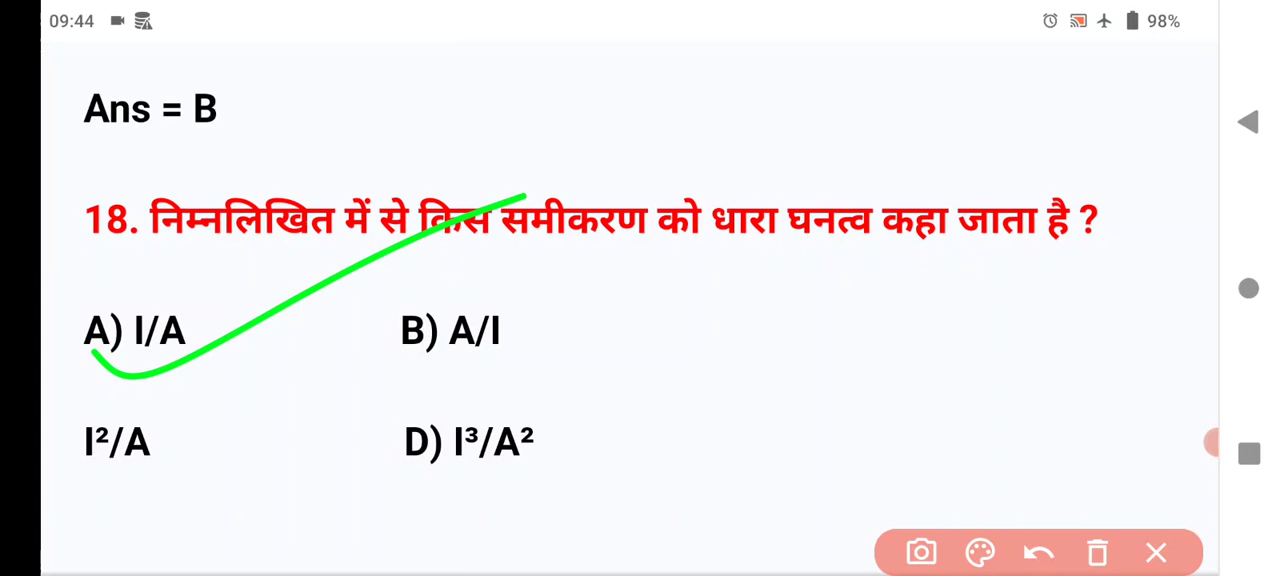 09:44 98%
Ans = B
18. निम्नलिखित में से किस समीकरण को धारा घनत्व कहा जाता है ?
A) I/A B) A/I
I²/A D) I³/A²